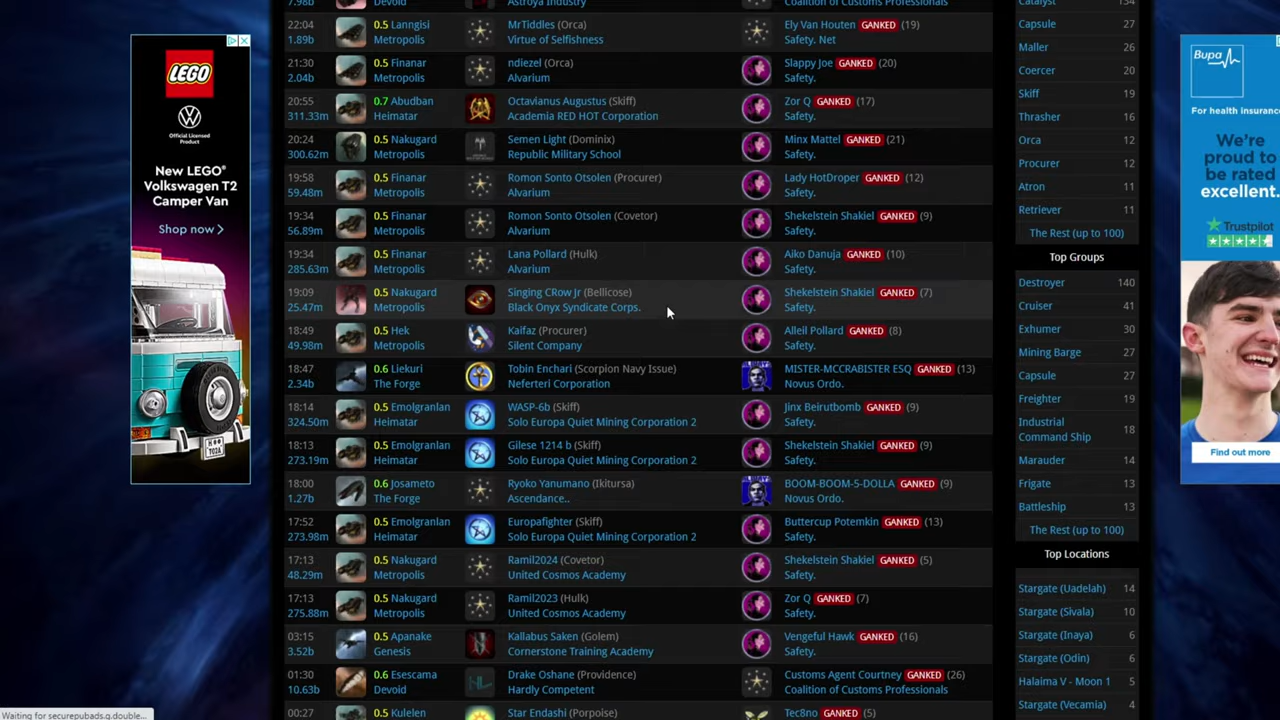 7.98b Devoid Astroya Industry Coalition of Customs Professionals
22:04 0.5 Lanngisi MrTiddles (Orca) Ely Van Houten GANKED (19)
1.89b Metropolis Virtue of Selfishness Safety. Net
21:30 0.5 Finanar ndiezel (Orca) Slappy Joe GANKED (20)
2.04b Metropolis Alvarium Safety.
20:55 0.7 Abudban Octavianus Augustus (Skiff) Zor Q GANKED (17)
311.33m Heimatar Academia RED HOT Corporation Safety.
20:24 0.5 Nakugard Semen Light (Dominix) Minx Mattel GANKED (21)
300.62m Metropolis Republic Military School Safety.
19:58 0.5 Finanar Romon Sonto Otsolen (Procurer) Lady HotDroper GANKED (12)
59.48m Metropolis Alvarium Safety.
19:34 0.5 Finanar Romon Sonto Otsolen (Covetor) Shekelstein Shakiel GANKED (9)
56.89m Metropolis Alvarium Safety.
19:34 0.5 Finanar Lana Pollard (Hulk) Aiko Danuja GANKED (10)
285.63m Metropolis Alvarium Safety.
19:09 0.5 Nakugard Singing CRow Jr (Bellicose) Shekelstein Shakiel GANKED (7)
25.47m Metropolis Black Onyx Syndicate Corps. Safety.
18:49 0.5 Hek Kaifaz (Procurer) Alleil Pollard GANKED (8)
49.98m Metropolis Silent Company Safety.
18:47 0.6 Liekuri Tobin Enchari (Scorpion Navy Issue) MISTER-MCCRABISTER ESQ GANKED (13)
2.34b The Forge Neferteri Corporation Novus Ordo.
18:14 0.5 Emolgranlan WASP-6b (Skiff) Jinx Beirutbomb GANKED (9)
324.50m Heimatar Solo Europa Quiet Mining Corporation 2 Safety.
18:13 0.5 Emolgranlan Gilese 1214 b (Skiff) Shekelstein Shakiel GANKED (9)
273.19m Heimatar Solo Europa Quiet Mining Corporation 2 Safety.
18:00 0.6 Josameto Ryoko Yanumano (Ikitursa) BOOM-BOOM-5-DOLLA GANKED (9)
1.27b The Forge Ascendance.. Novus Ordo.
17:52 0.5 Emolgranlan Europafighter (Skiff) Buttercup Potemkin GANKED (13)
273.98m Heimatar Solo Europa Quiet Mining Corporation 2 Safety.
17:13 0.5 Nakugard Ramil2024 (Covetor) Shekelstein Shakiel GANKED (5)
48.29m Metropolis United Cosmos Academy Safety.
17:13 0.5 Nakugard Ramil2023 (Hulk) Zor Q GANKED (7)
275.88m Metropolis United Cosmos Academy Safety.
03:15 0.5 Apanake Kallabus Saken (Golem) Vengeful Hawk GANKED (16)
3.52b Genesis Cornerstone Training Academy Safety.
01:30 0.6 Esescama Drake Oshane (Providence) Customs Agent Courtney GANKED (26)
10.63b Devoid Hardly Competent Coalition of Customs Professionals
00:27 0.5 Kulelen Star Endashi (Porpoise) Tec8no GANKED (5)
Catalyst 134
Capsule 27
Maller 26
Coercer 20
Skiff 19
Thrasher 16
Orca 12
Procurer 12
Atron 11
Retriever 11
The Rest (up to 100)
Top Groups
Destroyer 140
Cruiser 41
Exhumer 30
Mining Barge 27
Capsule 27
Freighter 19
Industrial
Command Ship 18
Marauder 14
Frigate 13
Battleship 13
The Rest (up to 100)
Top Locations
Stargate (Uadelah) 14
Stargate (Sivala) 10
Stargate (Inaya) 6
Stargate (Odin) 6
Halaima V - Moon 1 5
Stargate (Vecamia) 4
LEGO
Official Licensed
Product
New LEGO®
Volkswagen T2
Camper Van
Shop now
Bupa
For health insuranc
We're
proud to
be rated
excellent.
Trustpilot
Find out more
Waiting for securepubads.g.double...